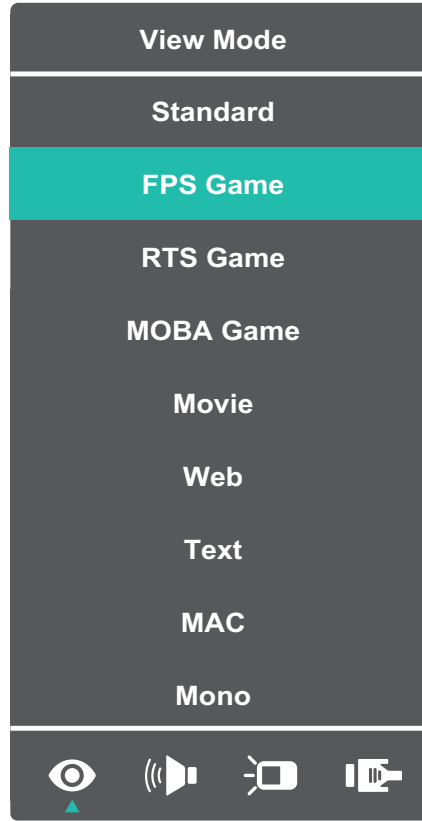 View Mode
Standard
FPS Game
RTS Game
MOBA Game
Movie
Web
Text
MAC
Mono